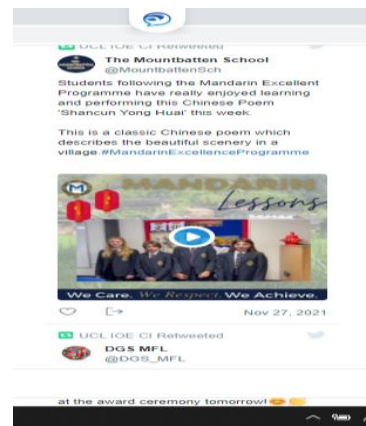 UCL IOE CI Retweeted
The Mountbatten School
@MountbattenSch
Students following the Mandarin Excellent
Programme have really enjoyed learning
and performing this Chinese Poem
'Shancun Yong Huai' this week.
This is a classic Chinese poem which
describes the beautiful scenery in a
village.#MandarinExcellenceProgramme
MANDARIN
Lessons
We Care. We Respect. We Achieve.
Nov 27, 2021
UCL IOE CI Retweeted
DGS MFL
@DGS_MFL
at the award ceremony tomorrow!